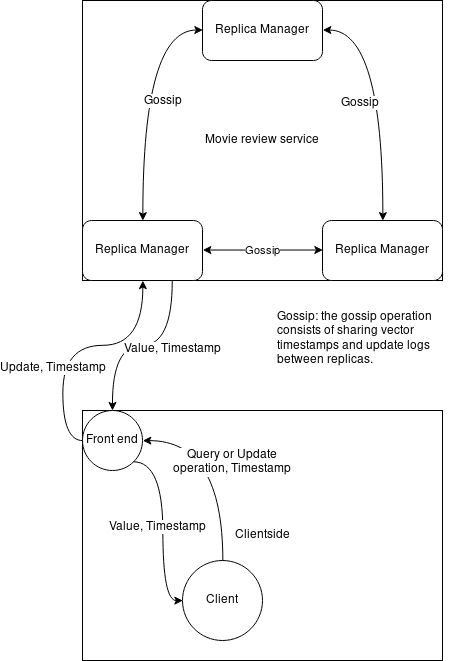 Replica Manager
Gossip
Gossip
Movie review service
Replica Manager
Gossip
Replica Manager
Gossip: the gossip operation
consists of sharing vector
timestamps and update logs
between replicas.
Value, Timestamp
Update, Timestamp
Front end
Query or Update
operation, Timestamp
Value, Timestamp
Clientside
Client